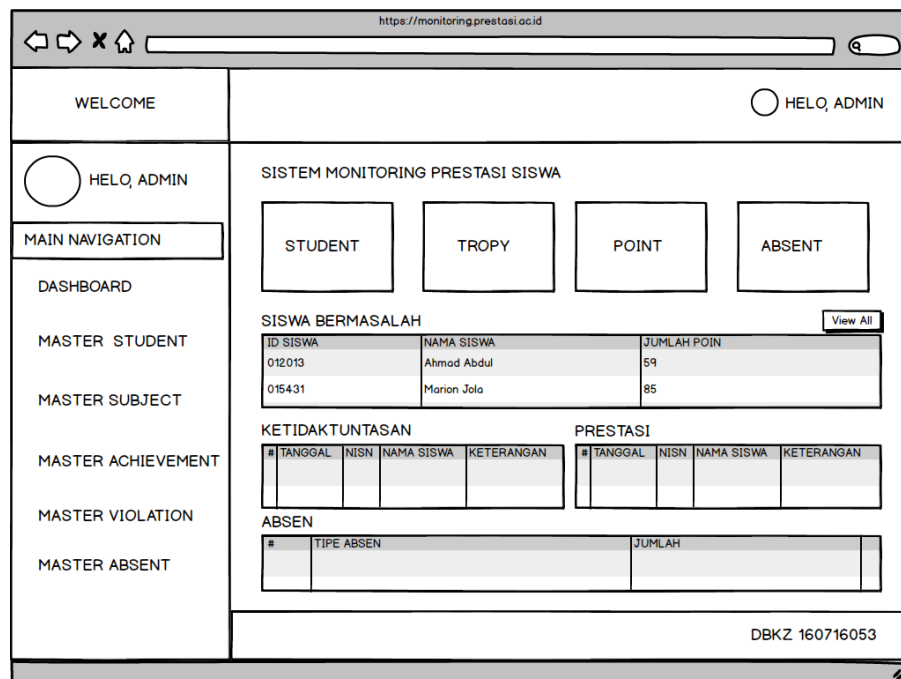 https://monitoring.prestasi.ac.id
WELCOME
HELO, ADMIN
HELO, ADMIN
MAIN NAVIGATION
DASHBOARD
MASTER STUDENT
MASTER SUBJECT
MASTER ACHIEVEMENT
MASTER VIOLATION
MASTER ABSENT
SISTEM MONITORING PRESTASI SISWA
STUDENT TROPY POINT ABSENT
SISWA BERMASALAH View All
ID SISWA NAMA SISWA JUMLAH POIN
012013 Ahmad Abdul 59
015431 Marion Jola 85
KETIDAKTUNTASAN
# TANGGAL NISN NAMA SISWA KETERANGAN
PRESTASI
# TANGGAL NISN NAMA SISWA KETERANGAN
ABSEN
# TIPE ABSEN JUMLAH
DBKZ 160716053